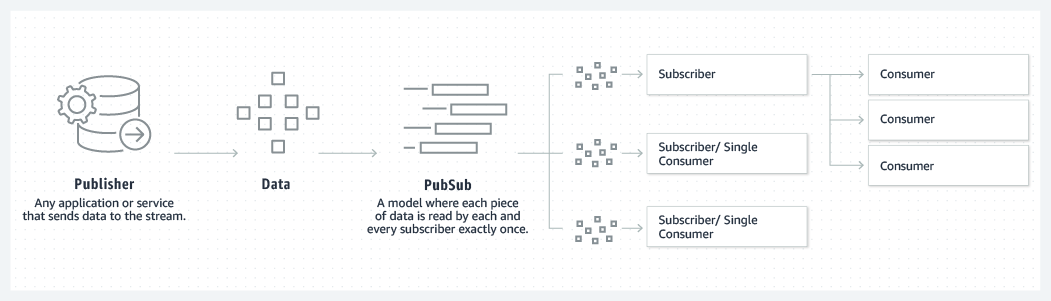 Publisher
Any application or service
that sends data to the stream.
Data
PubSub
A model where each piece
of data is read by each and
every subscriber exactly once.
Subscriber
Subscriber/ Single
Consumer
Subscriber/ Single
Consumer
Consumer
Consumer
Consumer